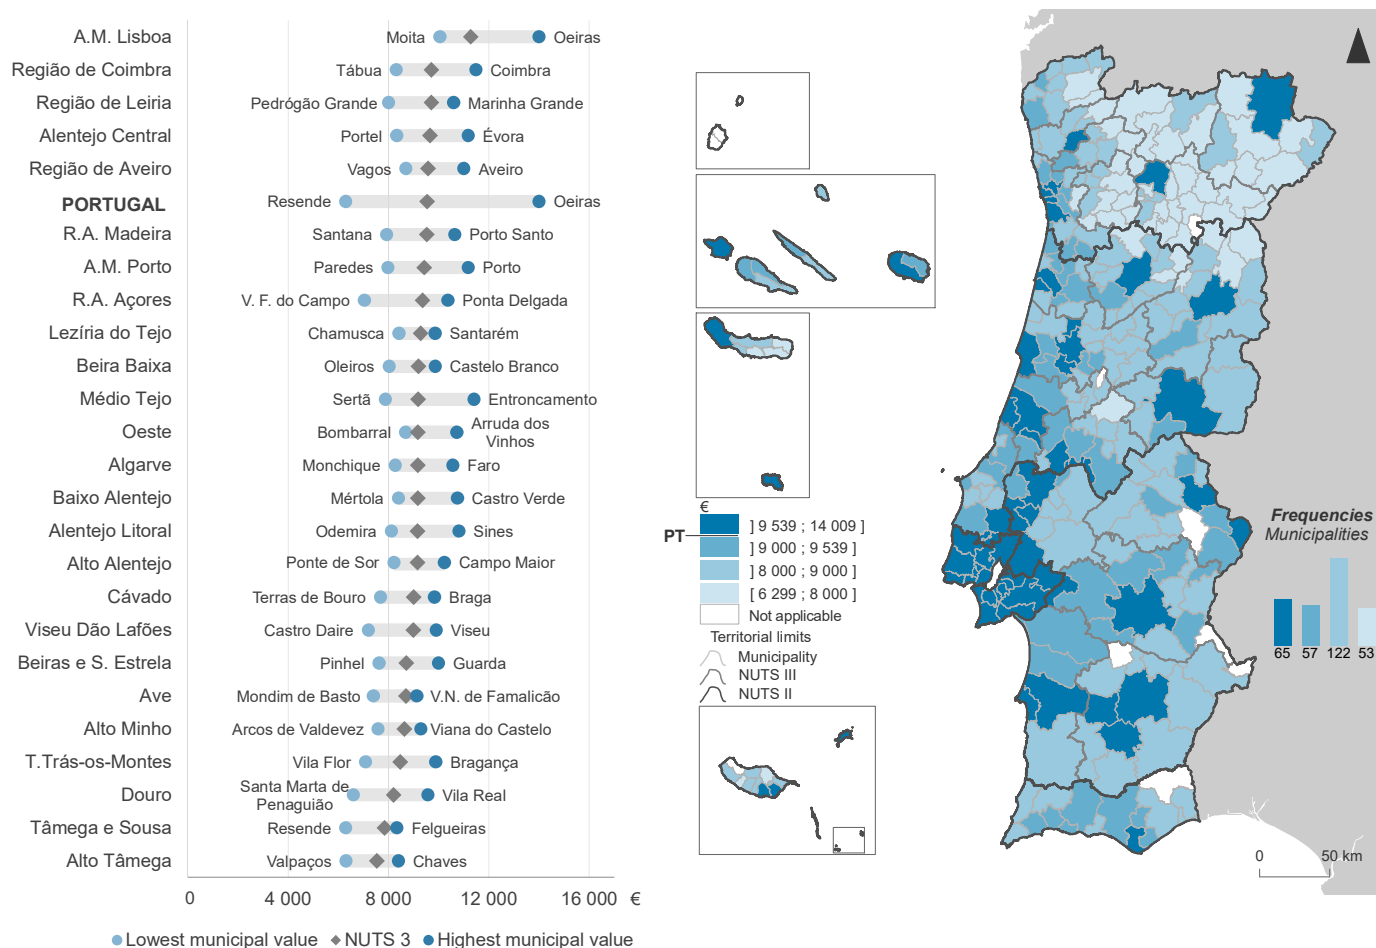 A.M. Lisboa Moita Oeiras
Região de Coimbra Tábua Coimbra
Região de Leiria Pedrógão Grande Marinha Grande
Alentejo Central Portel Évora
Região de Aveiro Vagos Aveiro
PORTUGAL Resende Oeiras
R.A. Madeira Santana Porto Santo
A.M. Porto Paredes Porto
R.A. Açores V. F. do Campo Ponta Delgada
Lezíria do Tejo Chamusca Santarém
Beira Baixa Oleiros Castelo Branco
Médio Tejo Sertã Entroncamento
Oeste Bombarral Arruda dos
Vinhos
Algarve Monchique Faro
Baixo Alentejo Mértola Castro Verde
Alentejo Litoral Odemira Sines
Alto Alentejo Ponte de Sor Campo Maior
Cávado Terras de Bouro Braga
Viseu Dão Lafões Castro Daire Viseu
Beiras e S. Estrela Pinhel Guarda
Ave Mondim de Basto V.N. de Famalicão
Alto Minho Arcos de Valdevez Viana do Castelo
T.Trás-os-Montes Vila Flor Bragança
Douro Santa Marta de
Penaguião Vila Real
Tâmega e Sousa Resende Felgueiras
Alto Tâmega Valpaços Chaves
0 4 000 8 000 12 000 16 000 €
Lowest municipal value NUTS 3 Highest municipal value
€
] 9 539 ; 14 009 ]
PT
] 9 000 ; 9 539 ]
] 8 000 ; 9 000 ]
[ 6 299 ; 8 000 ]
Not applicable
Territorial limits
Municipality
NUTS III
NUTS II
Frequencies
Municipalities
65 57 122 53
0 50 km